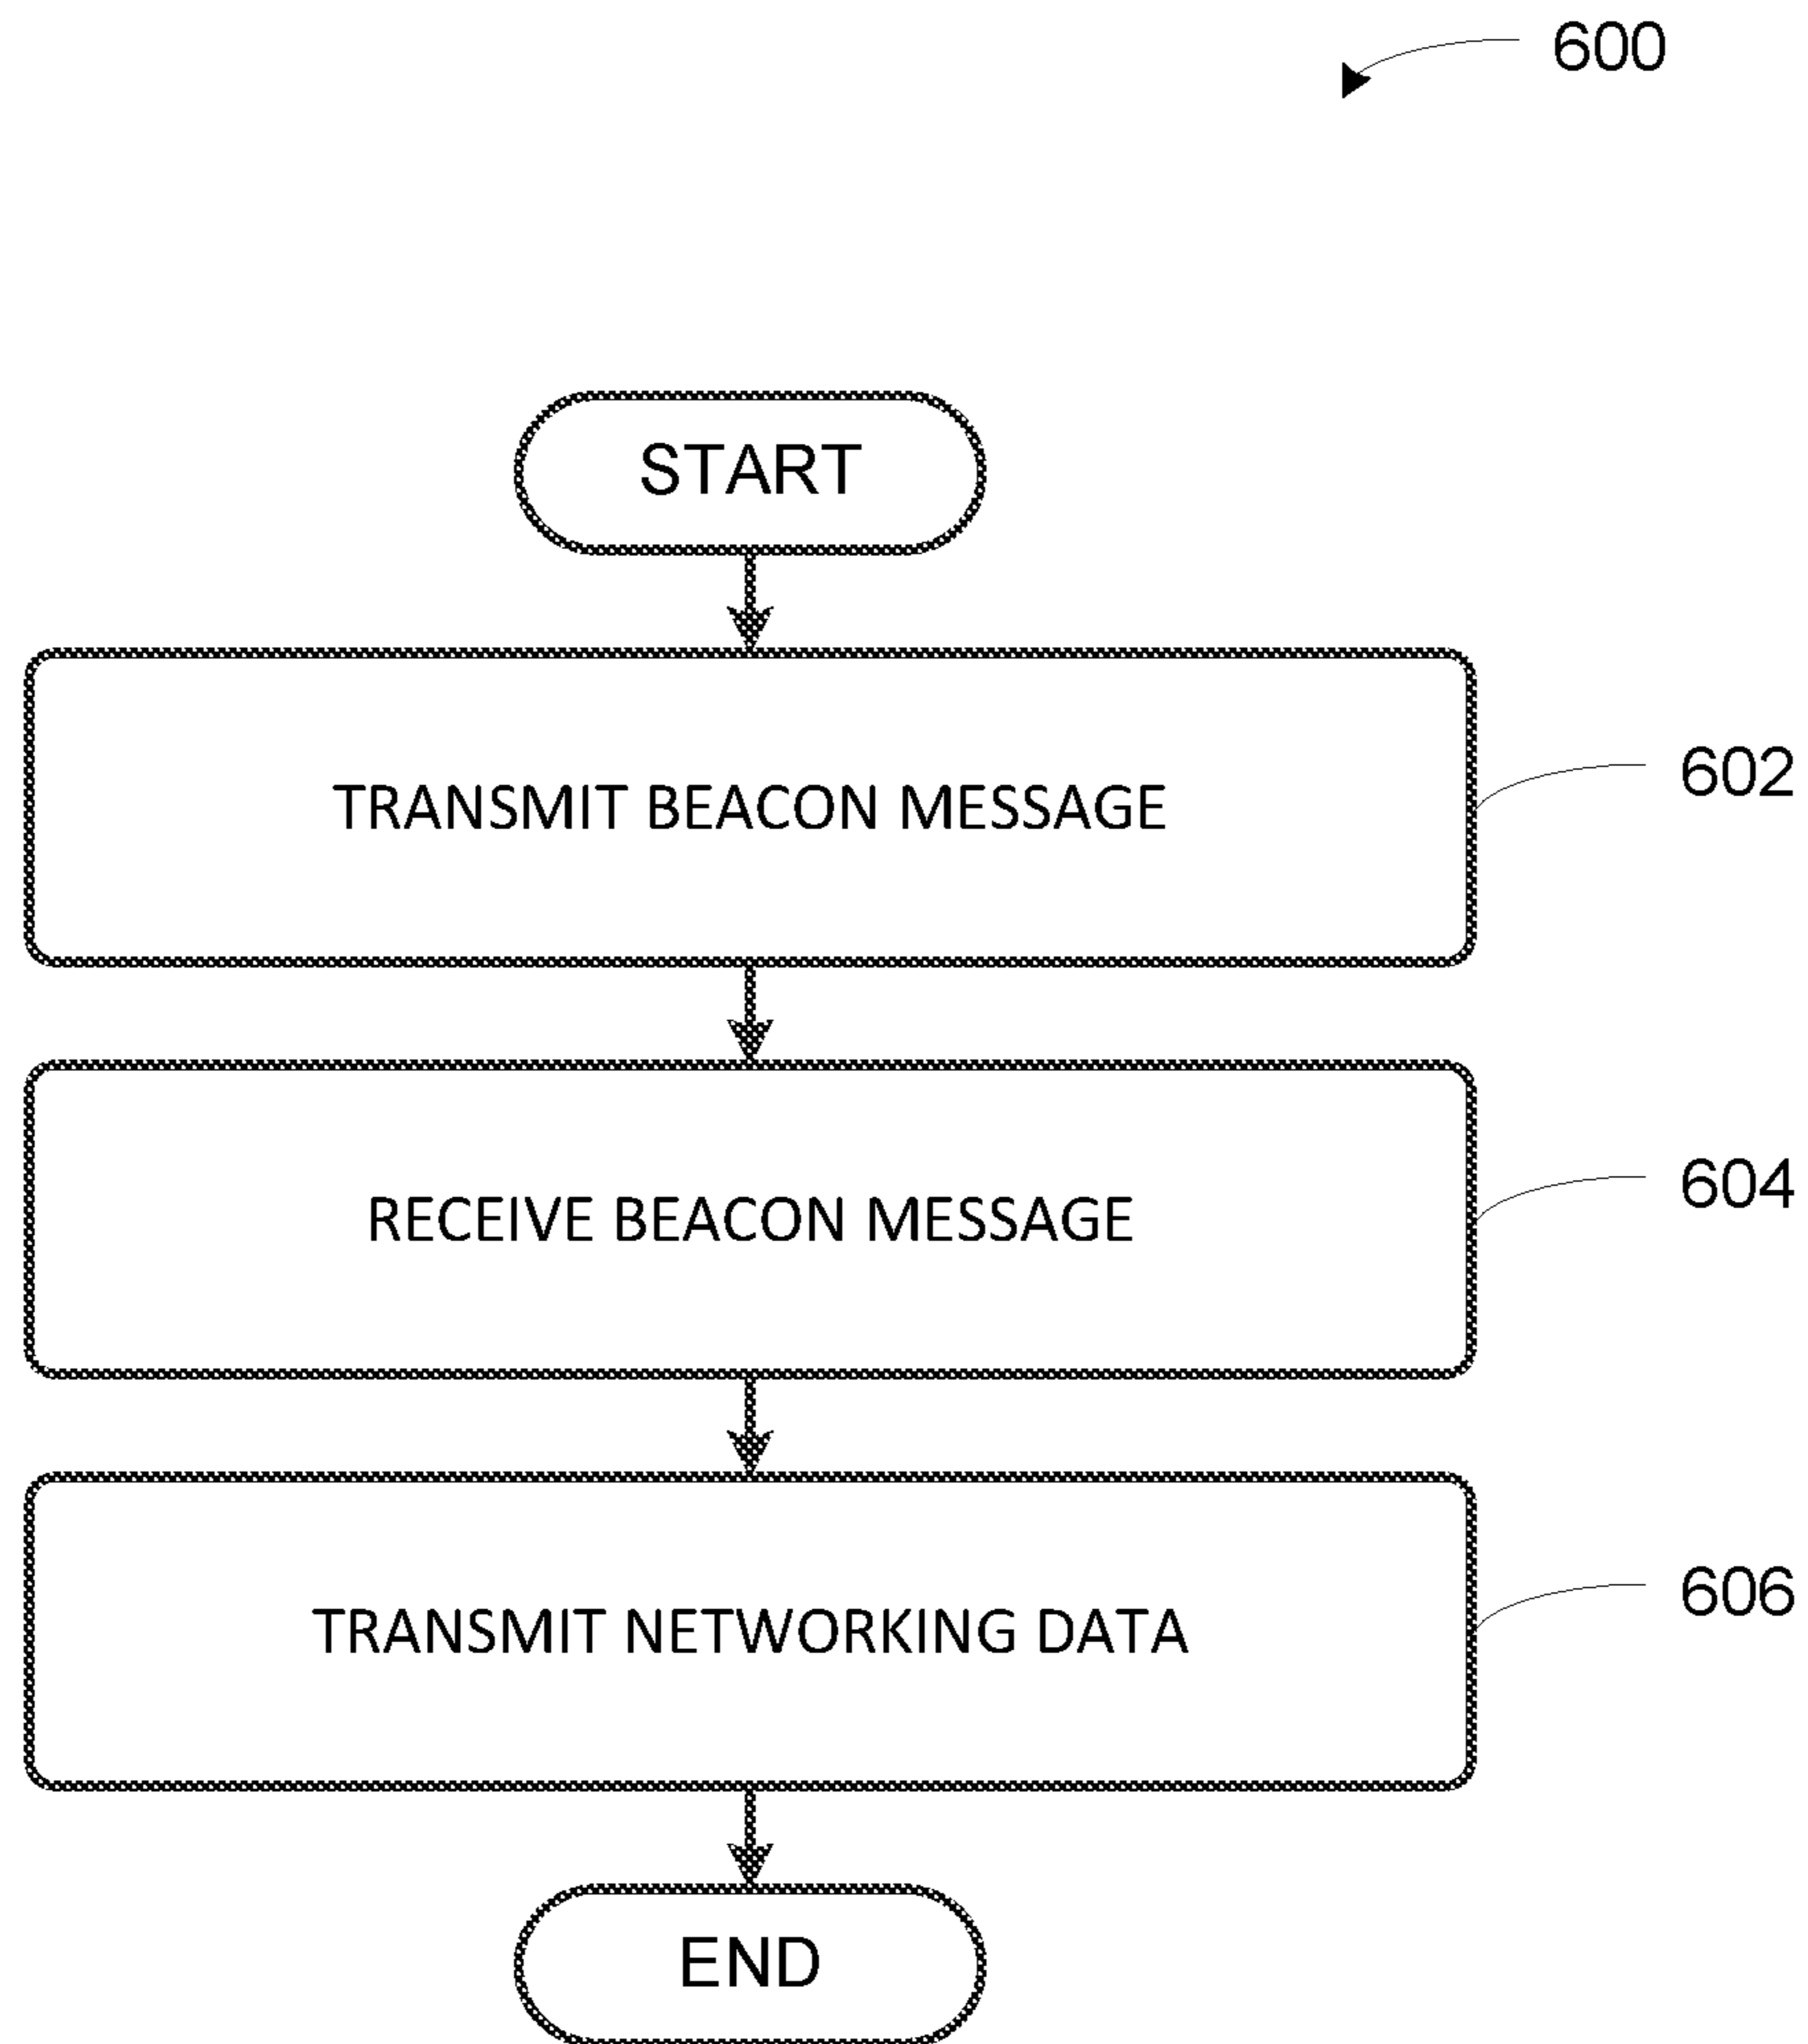 600
START
TRANSMIT BEACON MESSAGE
602
RECEIVE BEACON MESSAGE
604
TRANSMIT NETWORKING DATA
606
END